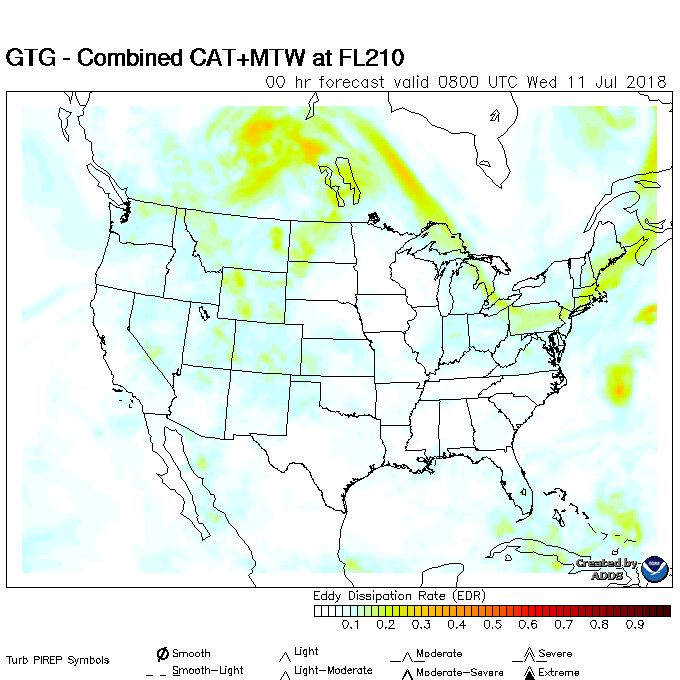 GTG - Combined CAT+MTW at FL210
00 hr forecast valid 0800 UTC Wed 11 Jul 2018
Created by
ADDS
Eddy Dissipation Rate (EDR)
0.1 0.2 0.3 0.4 0.5 0.6 0.7 0.8 0.9
Turb PIREP Symbols
Smooth
Light
Moderate
Severe
Smooth-Light
Light-Moderate
Moderate-Severe
Extreme